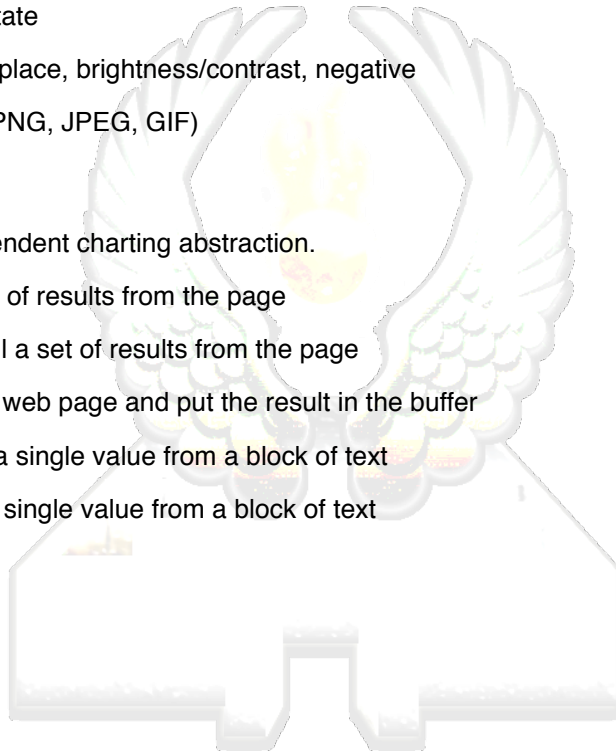 tate
place, brightness/contrast, negative
PNG, JPEG, GIF)
endent charting abstraction.
of results from the page
l a set of results from the page
web page and put the result in the buffer
a single value from a block of text
single value from a block of text